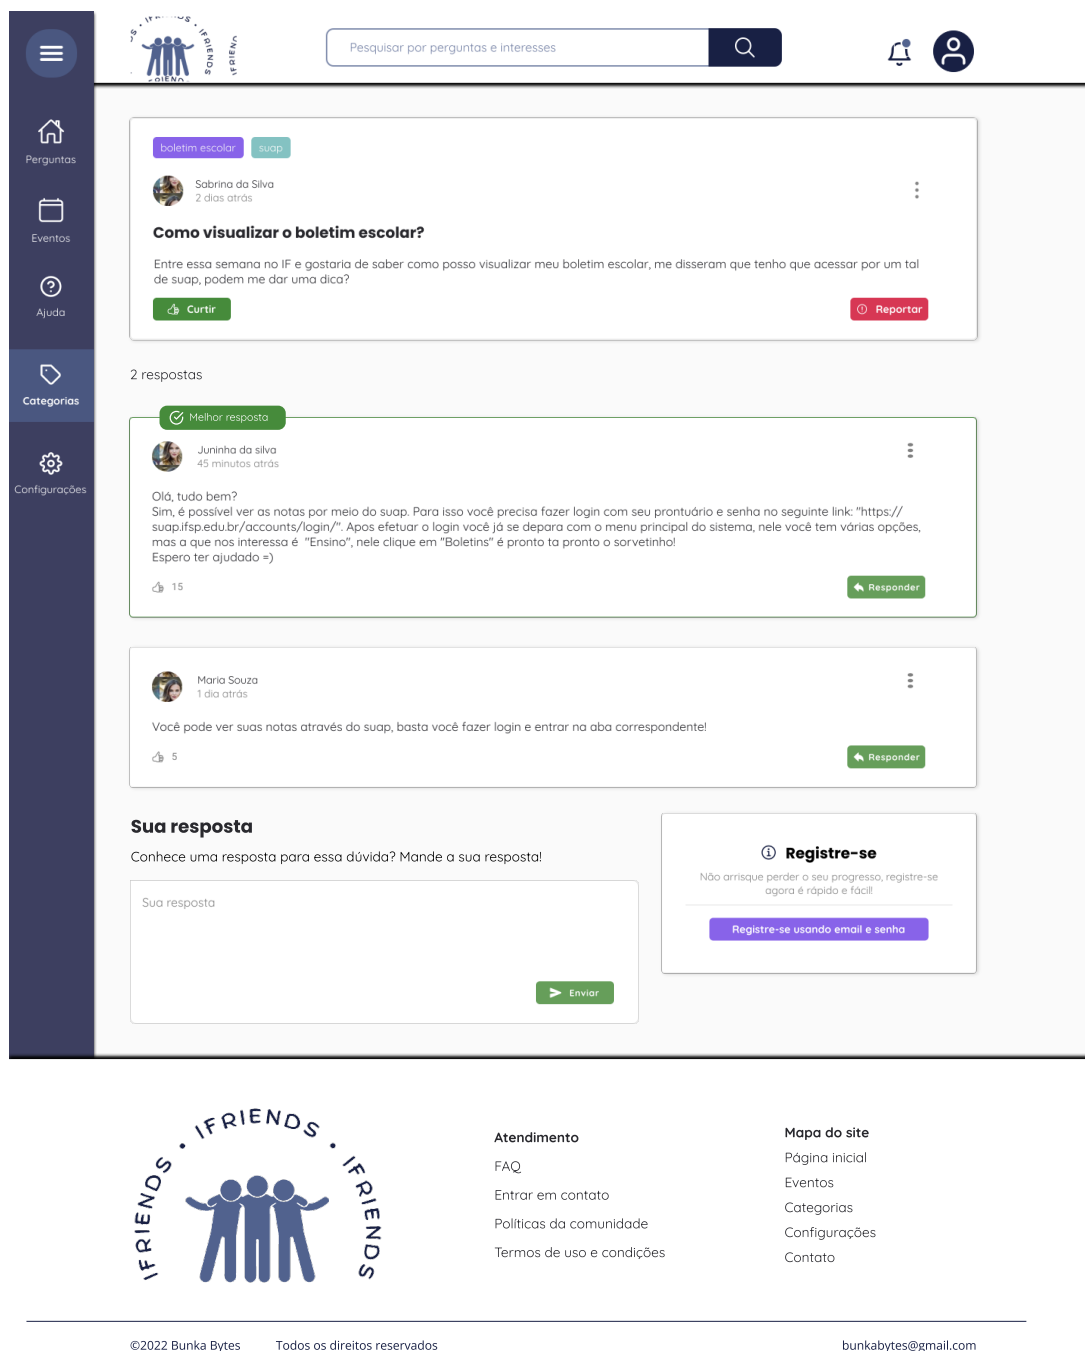 IFRIENDS
IFRIENDS
Pesquisar por perguntas e interesses
Perguntas
Eventos
Ajuda
Categorias
Configurações
boletim escolar
suap
Sabrina da Silva
2 dias atrás
Como visualizar o boletim escolar?
Entre essa semana no IF e gostaria de saber como posso visualizar meu boletim escolar, me disseram que tenho que acessar por um tal
de suap, podem me dar uma dica?
Curtir
Reportar
2 respostas
Melhor resposta
Juninha da silva
45 minutos atrás
Olá, tudo bem?
Sim, é possível ver as notas por meio do suap. Para isso você precisa fazer login com seu prontuário e senha no seguinte link: "https://
suap.ifsp.edu.br/accounts/login/". Apos efetuar o login você já se depara com o menu principal do sistema, nele você tem várias opções,
mas a que nos interessa é  "Ensino", nele clique em "Boletins" é pronto ta pronto o sorvetinho!
Espero ter ajudado =)
15
Responder
Maria Souza
1 dia atrás
Você pode ver suas notas através do suap, basta você fazer login e entrar na aba correspondente!
5
Responder
Sua resposta
Conhece uma resposta para essa dúvida? Mande a sua resposta!
Sua resposta
Enviar
Registre-se
Não arrisque perder o seu progresso, registre-se
agora é rápido e fácil!
Registre-se usando email e senha
IFRIENDS • IFRIENDS • IFRIENDS
Atendimento
FAQ
Entrar em contato
Políticas da comunidade
Termos de uso e condições
Mapa do site
Página inicial
Eventos
Categorias
Configurações
Contato
©2022 Bunka Bytes
Todos os direitos reservados
bunkabytes@gmail.com